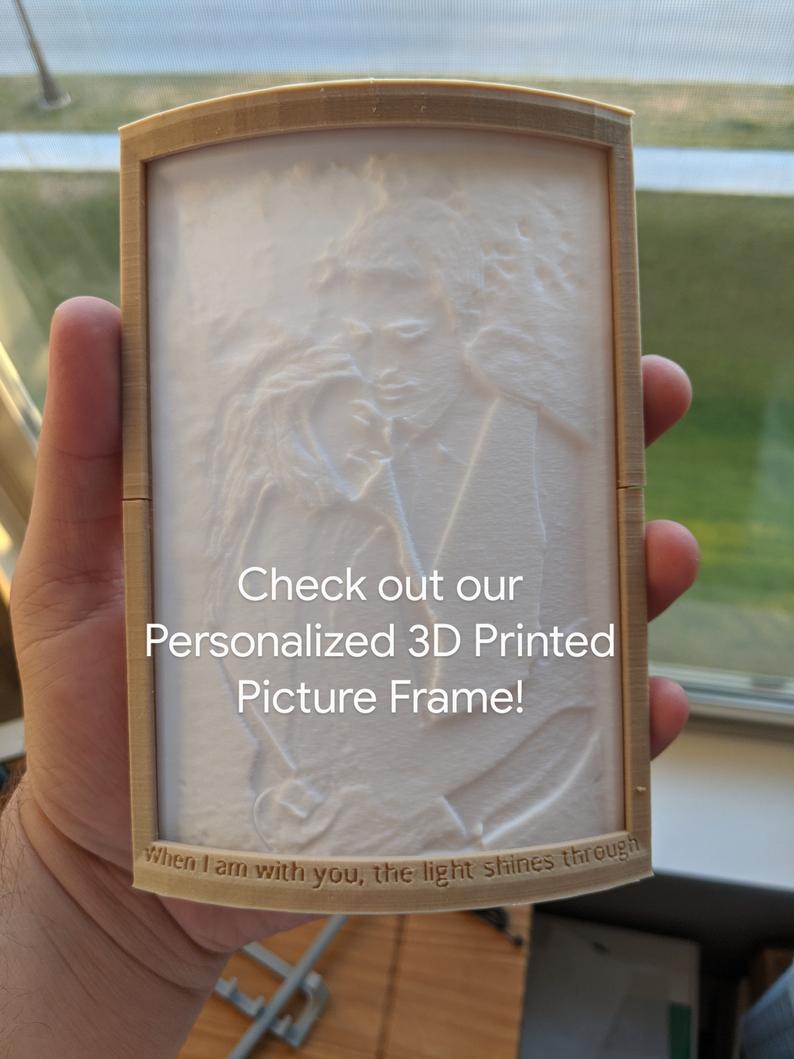 Check out our
Personalized 3D Printed
Picture Frame!
When I am with you, the light shines through